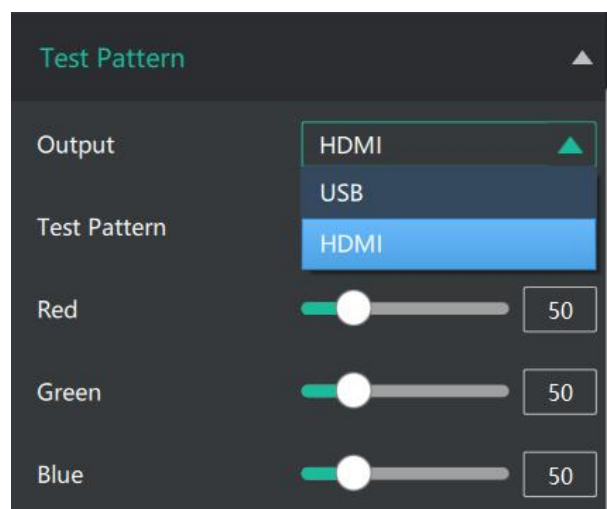 Test Pattern
Output HDMI
USB
Test Pattern
HDMI
Red 50
Green 50
Blue 50